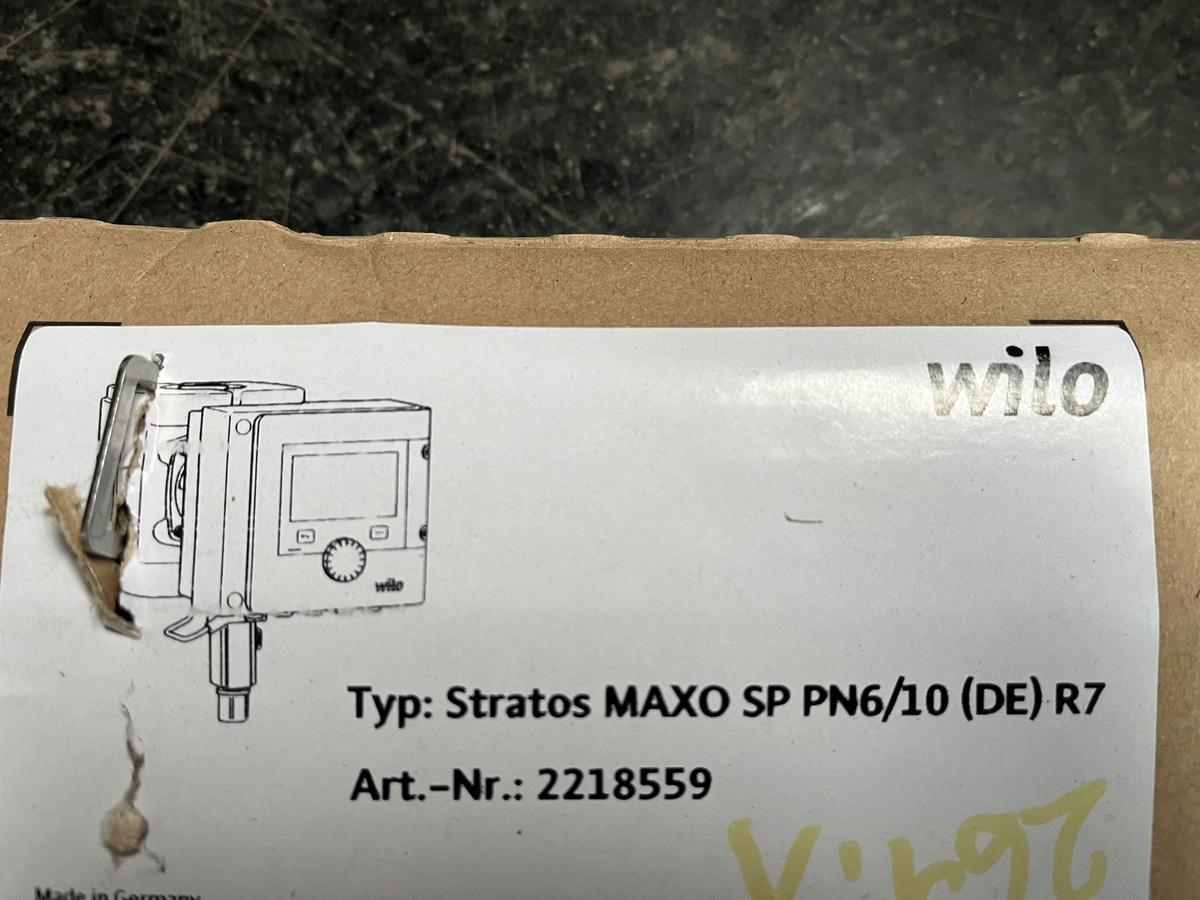 wilo
wilo
Typ: Stratos MAXO SP PN6/10 (DE) R7
Art.-Nr.: 2218559
Made in Germany